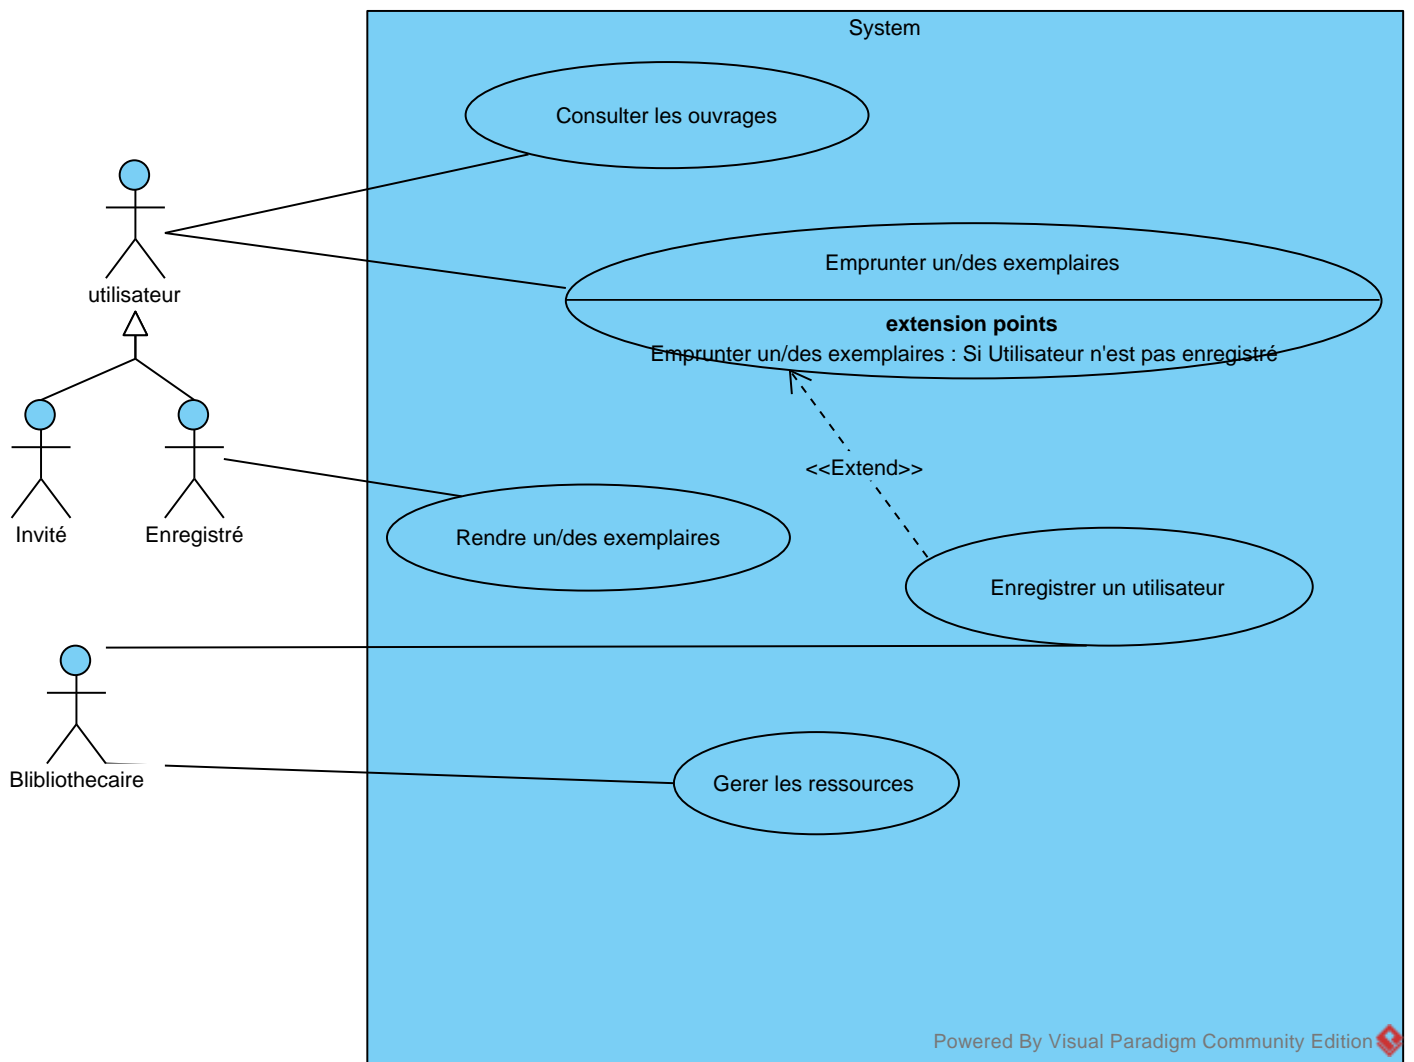 System
Consulter les ouvrages
Emprunter un/des exemplaires
utilisateur
extension points
Emprunter un/des exemplaires : Si Utilisateur n'est pas enregistré
<<Extend>>
Invité
Enregistré
Rendre un/des exemplaires
Enregistrer un utilisateur
Blibliothecaire
Gerer les ressources
Powered By Visual Paradigm Community Edition